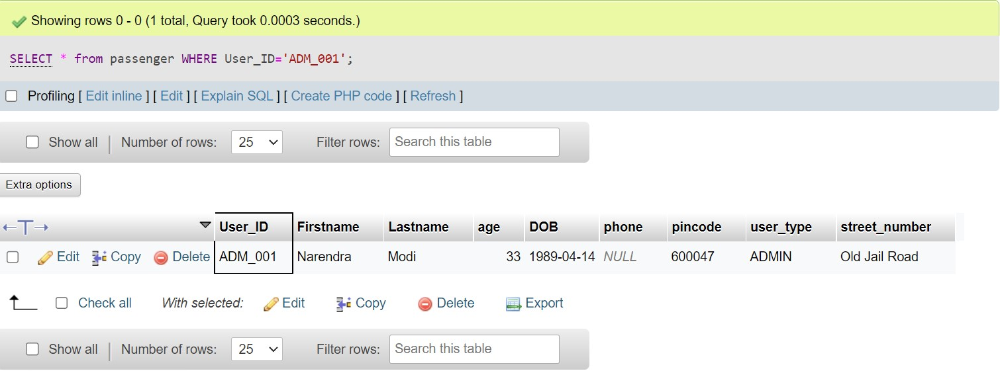 Showing rows 0 - 0 (1 total, Query took 0.0003 seconds.)
SELECT * from passenger WHERE User_ID='ADM_001';
Profiling [ Edit inline ] [ Edit ] [ Explain SQL ] [ Create PHP code ] [ Refresh ]
Show all Number of rows: 25 Filter rows: Search this table
Extra options
User_ID Firstname Lastname age DOB phone pincode user_type street_number
Edit Copy Delete ADM_001 Narendra Modi 33 1989-04-14 NULL 600047 ADMIN Old Jail Road
Check all With selected: Edit Copy Delete Export
Show all Number of rows: 25 Filter rows: Search this table